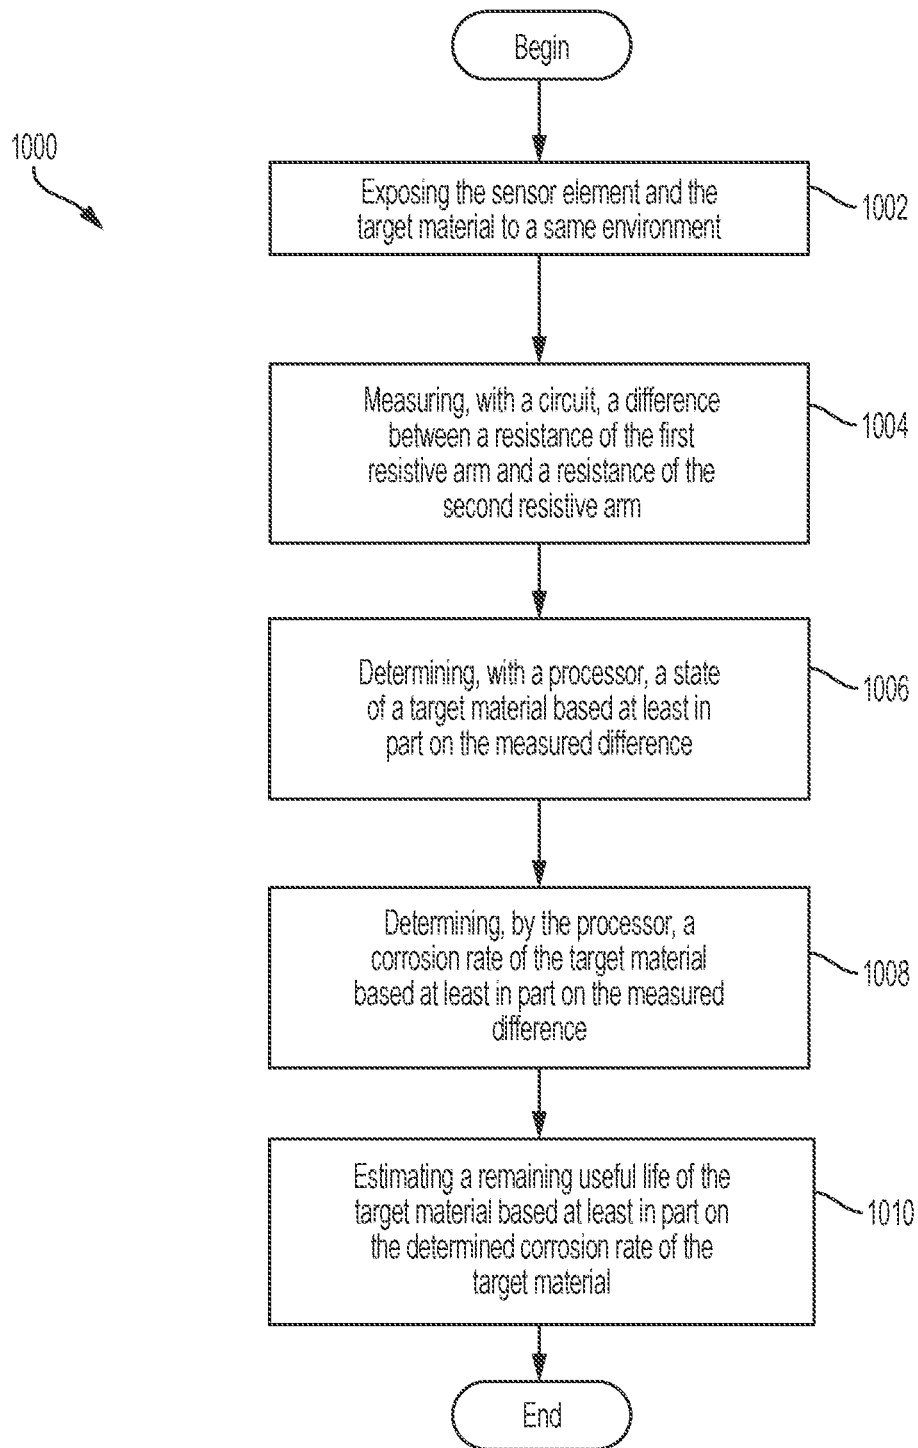 Begin
1000
Exposing the sensor element and the
target material to a same environment
1002
Measuring, with a circuit, a difference
between a resistance of the first
resistive arm and a resistance of the
second resistive arm
1004
Determining, with a processor, a state
of a target material based at least in
part on the measured difference
1006
Determining, by the processor, a
corrosion rate of the target material
based at least in part on the measured
difference
1008
Estimating a remaining useful life of the
target material based at least in part on
the determined corrosion rate of the
target material
1010
End